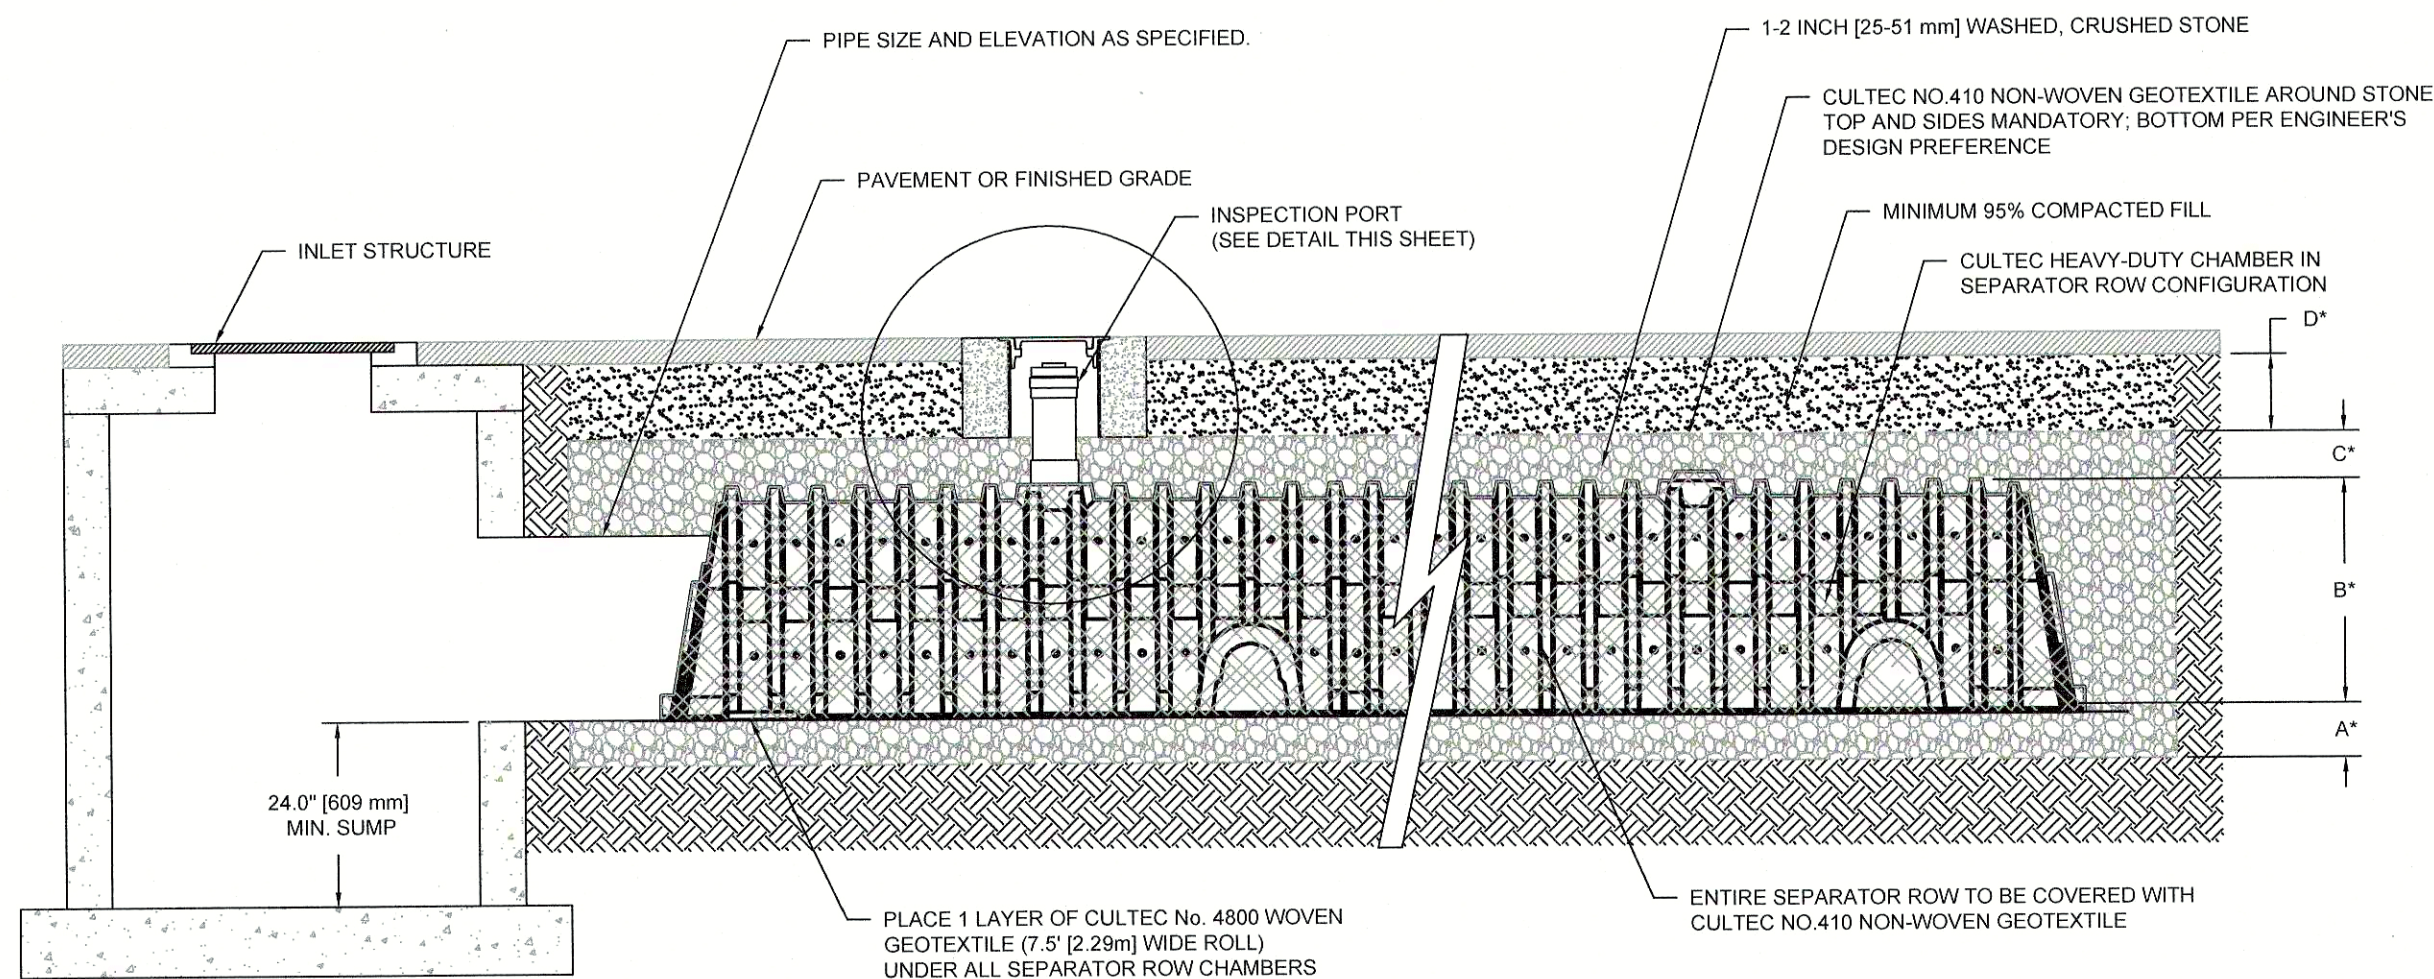 PIPE SIZE AND ELEVATION AS SPECIFIED.
1-2 INCH [25-51 mm] WASHED, CRUSHED STONE
CULTEC NO.410 NON-WOVEN GEOTEXTILE AROUND STONE
TOP AND SIDES MANDATORY; BOTTOM PER ENGINEER'S
DESIGN PREFERENCE
PAVEMENT OR FINISHED GRADE
INSPECTION PORT
(SEE DETAIL THIS SHEET)
MINIMUM 95% COMPACTED FILL
INLET STRUCTURE
CULTEC HEAVY-DUTY CHAMBER IN
SEPARATOR ROW CONFIGURATION
D*
C*
B*
A*
24.0" [609 mm]
MIN. SUMP
PLACE 1 LAYER OF CULTEC No. 4800 WOVEN
GEOTEXTILE (7.5' [2.29m] WIDE ROLL)
UNDER ALL SEPARATOR ROW CHAMBERS
ENTIRE SEPARATOR ROW TO BE COVERED WITH
CULTEC NO.410 NON-WOVEN GEOTEXTILE